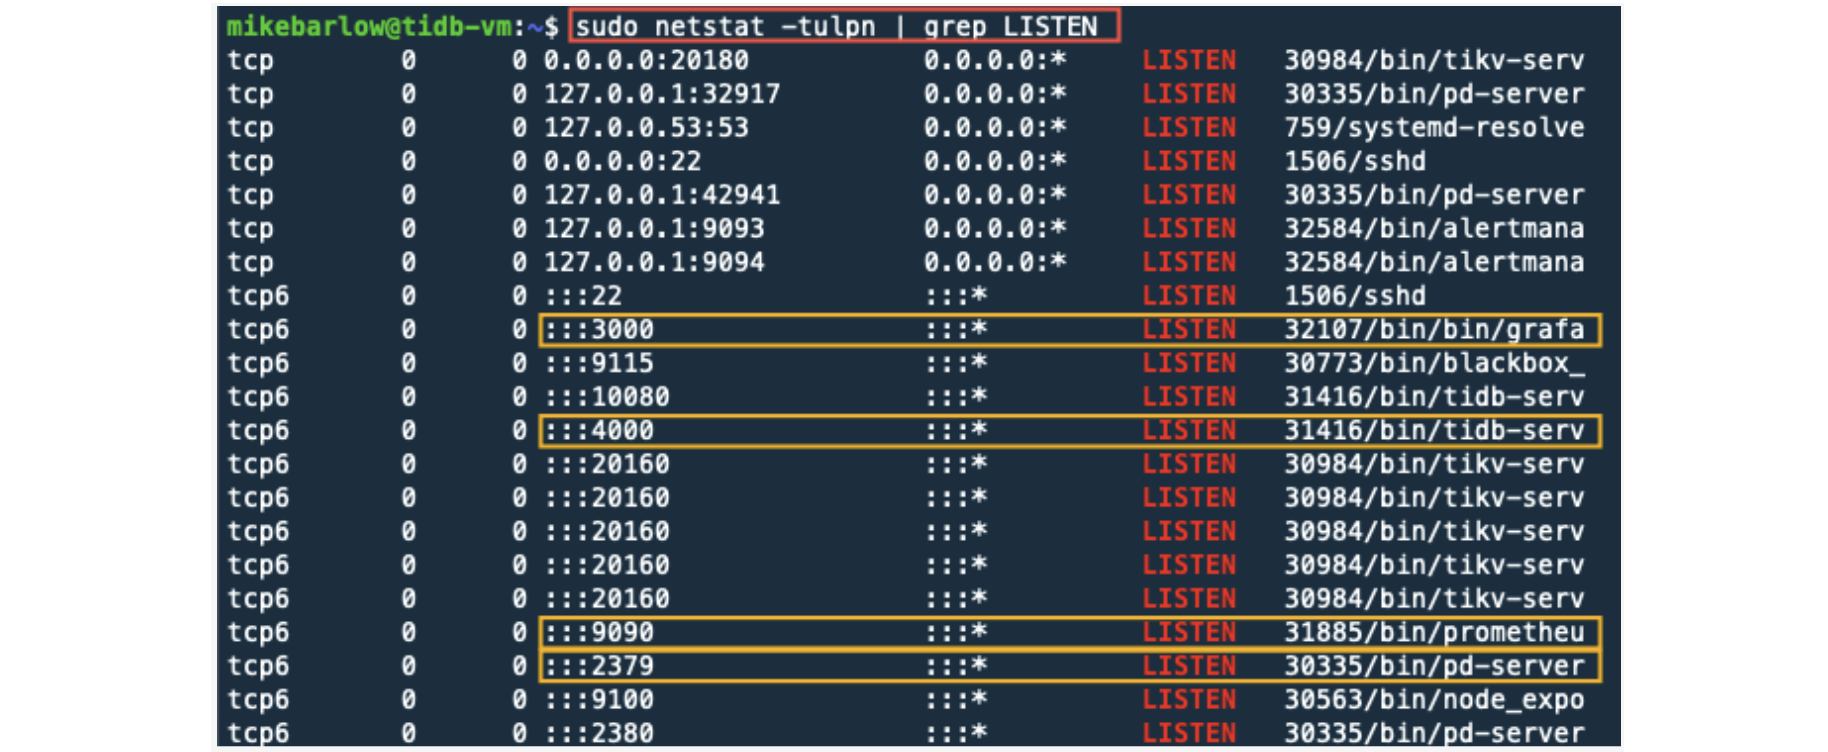 mikebarlow@tidb-vm:~$ sudo netstat -tulpn | grep LISTEN
tcp 0 0 0.0.0.0:20180 0.0.0.0:* LISTEN 30984/bin/tikv-serv
tcp 0 0 127.0.0.1:32917 0.0.0.0:* LISTEN 30335/bin/pd-server
tcp 0 0 127.0.0.53:53 0.0.0.0:* LISTEN 759/systemd-resolve
tcp 0 0 0.0.0.0:22 0.0.0.0:* LISTEN 1506/sshd
tcp 0 0 127.0.0.1:42941 0.0.0.0:* LISTEN 30335/bin/pd-server
tcp 0 0 127.0.0.1:9093 0.0.0.0:* LISTEN 32584/bin/alertmana
tcp 0 0 127.0.0.1:9094 0.0.0.0:* LISTEN 32584/bin/alertmana
tcp6 0 0 :::22 :::* LISTEN 1506/sshd
tcp6 0 0 :::3000 :::* LISTEN 32107/bin/bin/grafa
tcp6 0 0 :::9115 :::* LISTEN 30773/bin/blackbox_
tcp6 0 0 :::10080 :::* LISTEN 31416/bin/tidb-serv
tcp6 0 0 :::4000 :::* LISTEN 31416/bin/tidb-serv
tcp6 0 0 :::20160 :::* LISTEN 30984/bin/tikv-serv
tcp6 0 0 :::20160 :::* LISTEN 30984/bin/tikv-serv
tcp6 0 0 :::20160 :::* LISTEN 30984/bin/tikv-serv
tcp6 0 0 :::20160 :::* LISTEN 30984/bin/tikv-serv
tcp6 0 0 :::20160 :::* LISTEN 30984/bin/tikv-serv
tcp6 0 0 :::9090 :::* LISTEN 31885/bin/prometheu
tcp6 0 0 :::2379 :::* LISTEN 30335/bin/pd-server
tcp6 0 0 :::9100 :::* LISTEN 30563/bin/node_expo
tcp6 0 0 :::2380 :::* LISTEN 30335/bin/pd-server